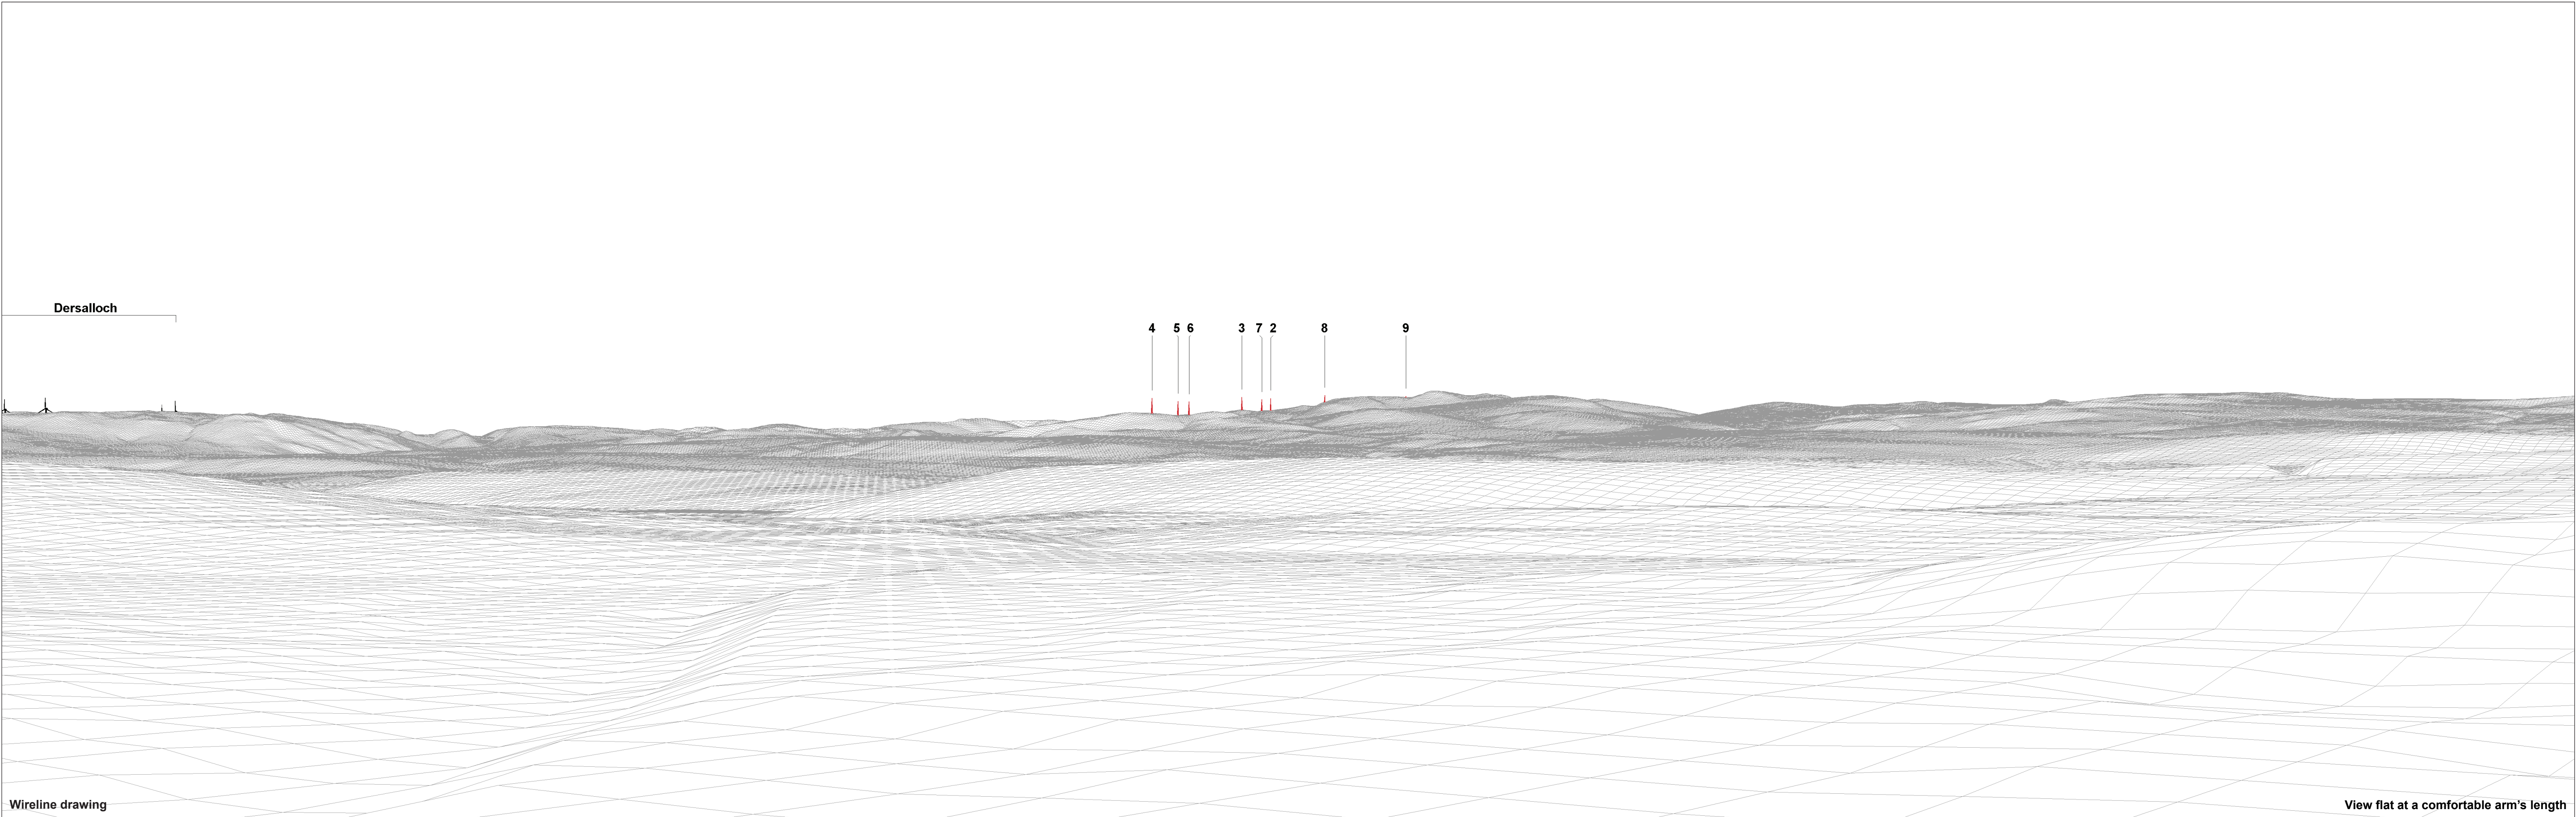 Dersalloch
4 5 6 3 7 2 8 9
Wireline drawing
View flat at a comfortable arm's length